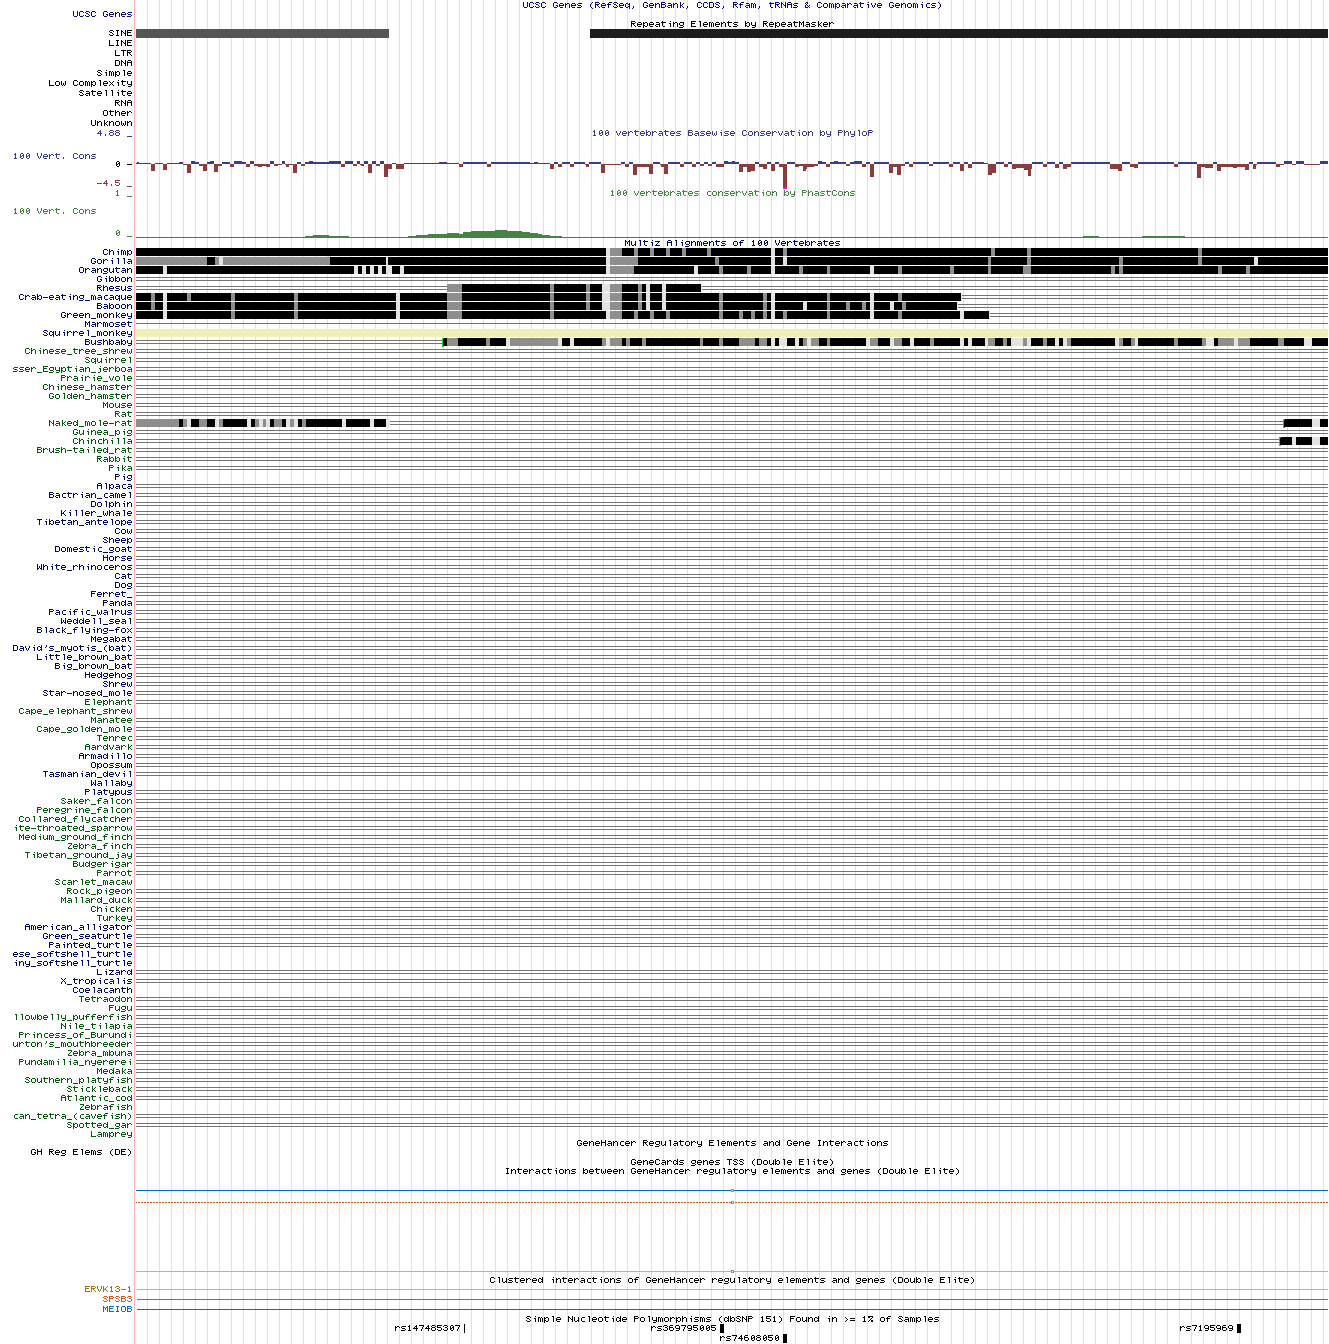 UCSC Genes (RefSeq, GenBank, CCDS, Rfam, tRNAs & Comparative Genomics)
UCSC Genes
Repeating Elements by RepeatMasker
SINE
LINE
LTR
DNA
Simple
Low Complexity
Satellite
RNA
Other
Unknown
4.88 _
100 vertebrates Basewise Conservation by PhyloP
100 Vert. Cons
0 _
-4.5 _
1 _
100 vertebrates conservation by PhastCons
100 Vert. Cons
0 _
Multiz Alignments of 100 Vertebrates
Chimp
Gorilla
Orangutan
Gibbon
Rhesus
Crab-eating_macaque
Baboon
Green_monkey
Marmoset
Squirrel_monkey
Bushbaby
Chinese_tree_shrew
Squirrel
sser_Egyptian_jerboa
Prairie_vole
Chinese_hamster
Golden_hamster
Mouse
Rat
Naked_mole-rat
Guinea_pig
Chinchilla
Brush-tailed_rat
Rabbit
Pika
Pig
Alpaca
Bactrian_camel
Dolphin
Killer_whale
Tibetan_antelope
Cow
Sheep
Domestic_goat
Horse
White_rhinoceros
Cat
Dog
Ferret_
Panda
Pacific_walrus
Weddell_seal
Black_flying-fox
Megabat
David's_myotis_(bat)
Little_brown_bat
Big_brown_bat
Hedgehog
Shrew
Star-nosed_mole
Elephant
Cape_elephant_shrew
Manatee
Cape_golden_mole
Tenrec
Aardvark
Armadillo
Opossum
Tasmanian_devil
Wallaby
Platypus
Saker_falcon
Peregrine_falcon
Collared_flycatcher
ite-throated_sparrow
Medium_ground_finch
Zebra_finch
Tibetan_ground_jay
Budgerigar
Parrot
Scarlet_macaw
Rock_pigeon
Mallard_duck
Chicken
Turkey
American_alligator
Green_seaturtle
Painted_turtle
ese_softshell_turtle
iny_softshell_turtle
Lizard
X_tropicalis
Coelacanth
Tetraodon
Fugu
llowbelly_pufferfish
Nile_tilapia
Princess_of_Burundi
urton's_mouthbreeder
Zebra_mbuna
Pundamilia_nyererei
Medaka
Southern_platyfish
Stickleback
Atlantic_cod
Zebrafish
can_tetra_(cavefish)
Spotted_gar
Lamprey
GeneHancer Regulatory Elements and Gene Interactions
GH Reg Elems (DE)
GeneCards genes TSS (Double Elite)
Interactions between GeneHancer regulatory elements and genes (Double Elite)
Clustered interactions of GeneHancer regulatory elements and genes (Double Elite)
ERVK13-1
SPSB3
MEIOB
Simple Nucleotide Polymorphisms (dbSNP 151) Found in >= 1% of Samples
rs147485307 rs369795005 rs7195969
rs74608050